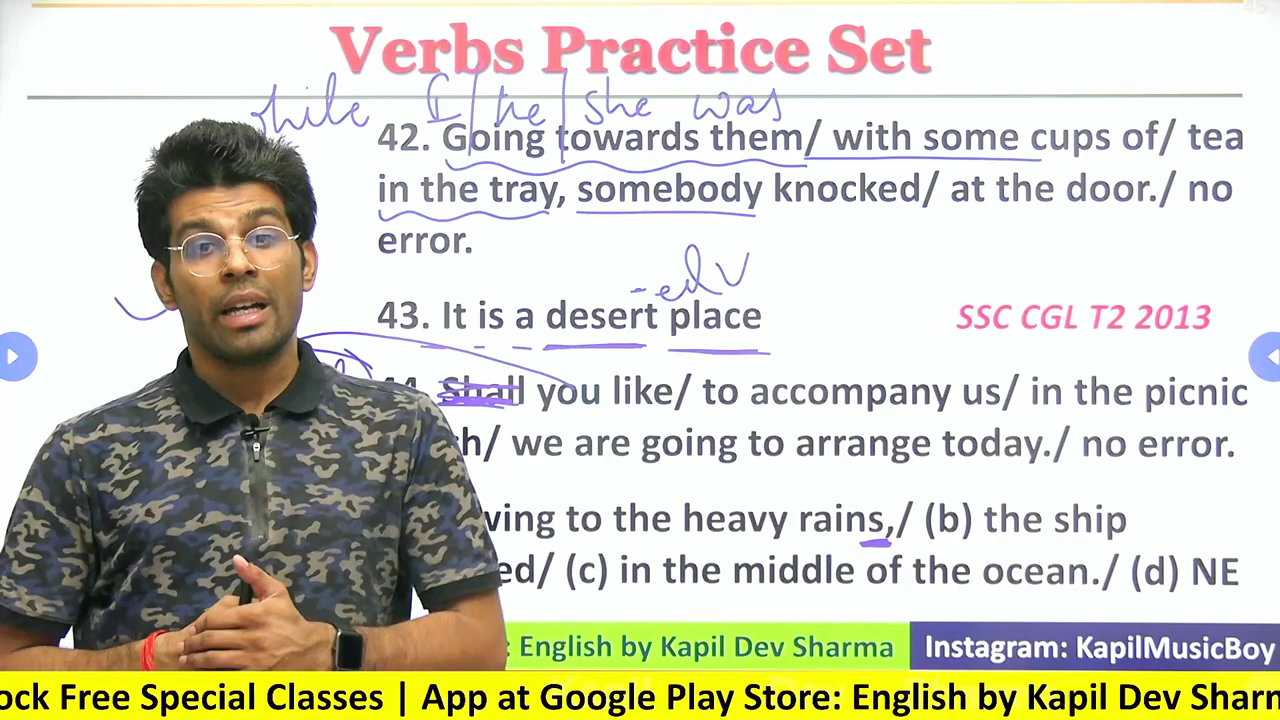 Verbs Practice Set
while I/he/she was
42. Going towards them/ with some cups of/ tea
in the tray, somebody knocked/ at the door./ no
error.
-ed
43. It is a desert place
SSC CGL T2 2013
44. Shall you like/ to accompany us/ in the picnic
we are going to arrange today./ no error.
to the heavy rains,/ (b) the ship
(c) in the middle of the ocean./ (d) NE
: English by Kapil Dev Sharma
Instagram: KapilMusicBoy
Free Special Classes | App at Google Play Store: English by Kapil Dev